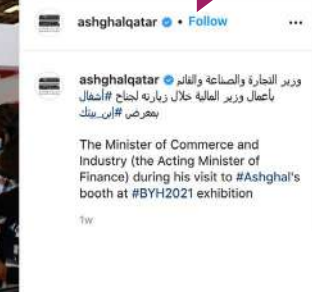 ashghalqatar • Follow
ashghalqatar وزير التجارة والصناعة والقائم
بأعمال وزير المالية خلال زيارته لجناح #أشغال
بمعرض #ابن_بيتك
The Minister of Commerce and
Industry (the Acting Minister of
Finance) during his visit to #Ashghal's
booth at #BYH2021 exhibition
1w